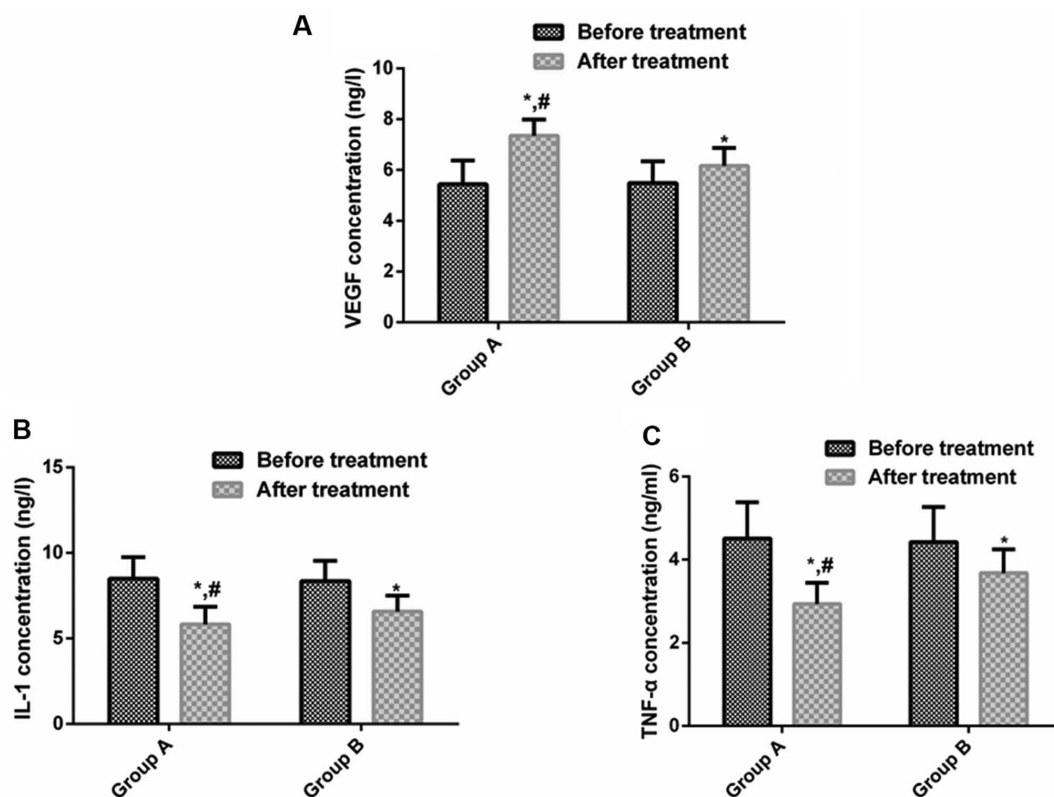 A
Before treatment
After treatment
VEGF concentration (ng/l)
10
8
6
4
2
0
*,#
*
Group A
Group B
B
Before treatment
After treatment
IL-1 concentration (ng/l)
15
10
5
0
*,#
*
Group A
Group B
C
Before treatment
After treatment
TNF-α concentration (ng/ml)
6
4
2
0
*,#
*
Group A
Group B